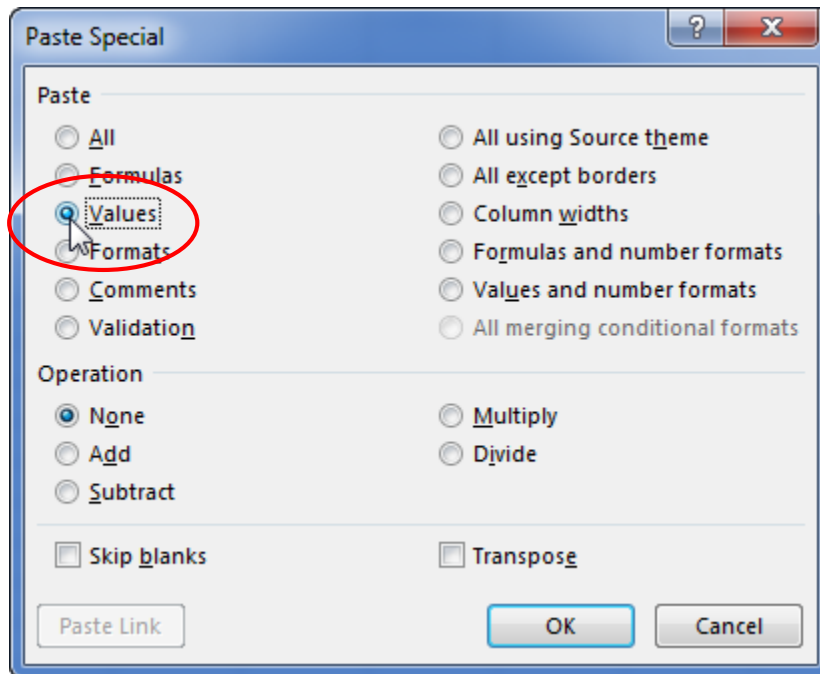 Paste Special
Paste
All
All using Source theme
Formulas
All except borders
Values
Column widths
Formats
Formulas and number formats
Comments
Values and number formats
Validation
All merging conditional formats
Operation
None
Multiply
Add
Divide
Subtract
Skip blanks
Transpose
Paste Link
OK
Cancel